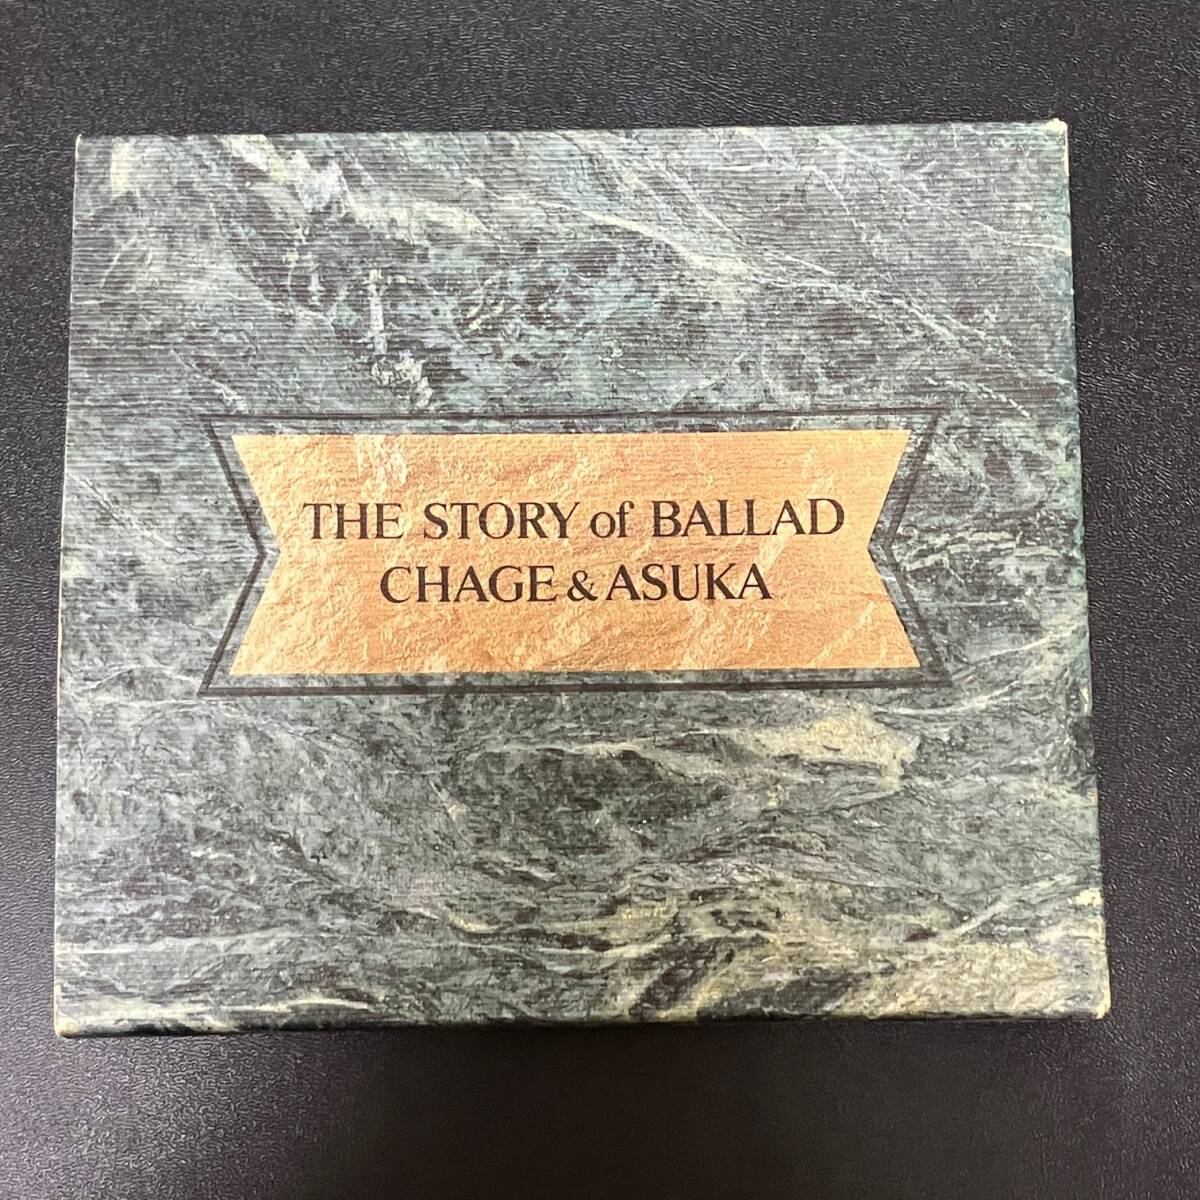 THE STORY of BALLAD
CHAGE & ASUKA